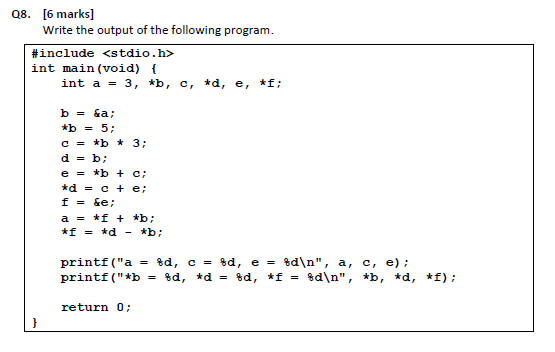 Q8. [6 marks]
Write the output of the following program.
#include <stdio.h>
int main(void) {
int a = 3, *b, c, *d, e, *f;
b = &a;
*b = 5;
c = *b * 3;
d = b;
e = *b + c;
*d = c + e;
f = &e;
a = *f + *b;
*f = *d - *b;
printf("a = %d, c = %d, e = %d\n", a, c, e);
printf("*b = %d, *d = %d, *f = %d\n", *b, *d, *f);
return 0;
}